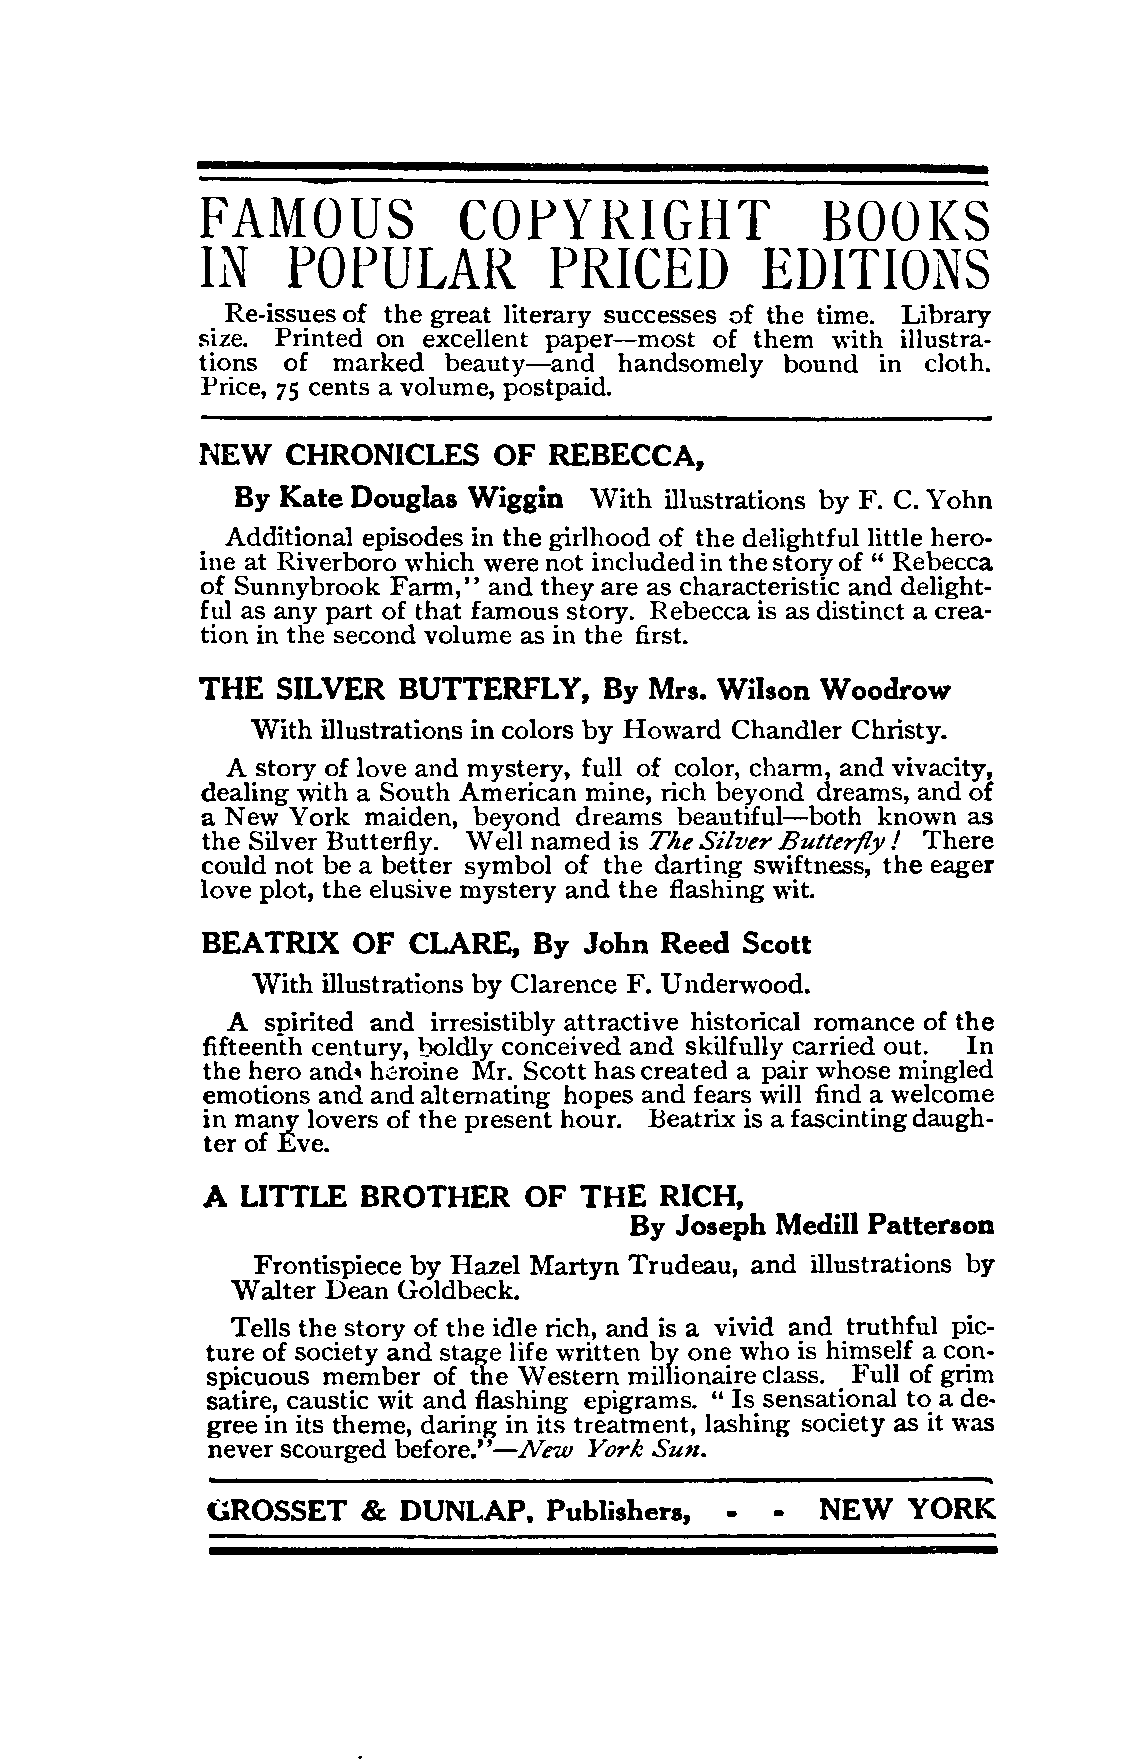 FAMOUS COPYRIGHT BOOKS
IN POPULAR PRICED EDITIONS
Re-issues of the great literary successes of the time. Library
size. Printed on excellent paper—most of them with illustra-
tions of marked beauty—and handsomely bound in cloth.
Price, 75 cents a volume, postpaid.
NEW CHRONICLES OF REBECCA,
By Kate Douglas Wiggin With illustrations by F. C. Yohn
Additional episodes in the girlhood of the delightful little hero-
ine at Riverboro which were not included in the story of “ Rebecca
of Sunnybrook Farm,” and they are as characteristic and delight-
ful as any part of that famous story. Rebecca is as distinct a crea-
tion in the second volume as in the first.
THE SILVER BUTTERFLY, By Mrs. Wilson Woodrow
With illustrations in colors by Howard Chandler Christy.
A story of love and mystery, full of color, charm, and vivacity,
dealing with a South American mine, rich beyond dreams, and of
a New York maiden, beyond dreams beautiful—both known as
the Silver Butterfly. Well named is The Silver Butterfly ! There
could not be a better symbol of the darting swiftness, the eager
love plot, the elusive mystery and the flashing wit.
BEATRIX OF CLARE, By John Reed Scott
With illustrations by Clarence F. Underwood.
A spirited and irresistibly attractive historical romance of the
fifteenth century, boldly conceived and skilfully carried out. In
the hero and heroine Mr. Scott has created a pair whose mingled
emotions and and alternating hopes and fears will find a welcome
in many lovers of the present hour. Beatrix is a fascinting daugh-
ter of Eve.
A LITTLE BROTHER OF THE RICH,
By Joseph Medill Patterson
Frontispiece by Hazel Martyn Trudeau, and illustrations by
Walter Dean Goldbeck.
Tells the story of the idle rich, and is a vivid and truthful pic-
ture of society and stage life written by one who is himself a con-
spicuous member of the Western millionaire class. Full of grim
satire, caustic wit and flashing epigrams. “ Is sensational to a de-
gree in its theme, daring in its treatment, lashing society as it was
never scourged before.”—New York Sun.
GROSSET & DUNLAP, Publishers, - - NEW YORK